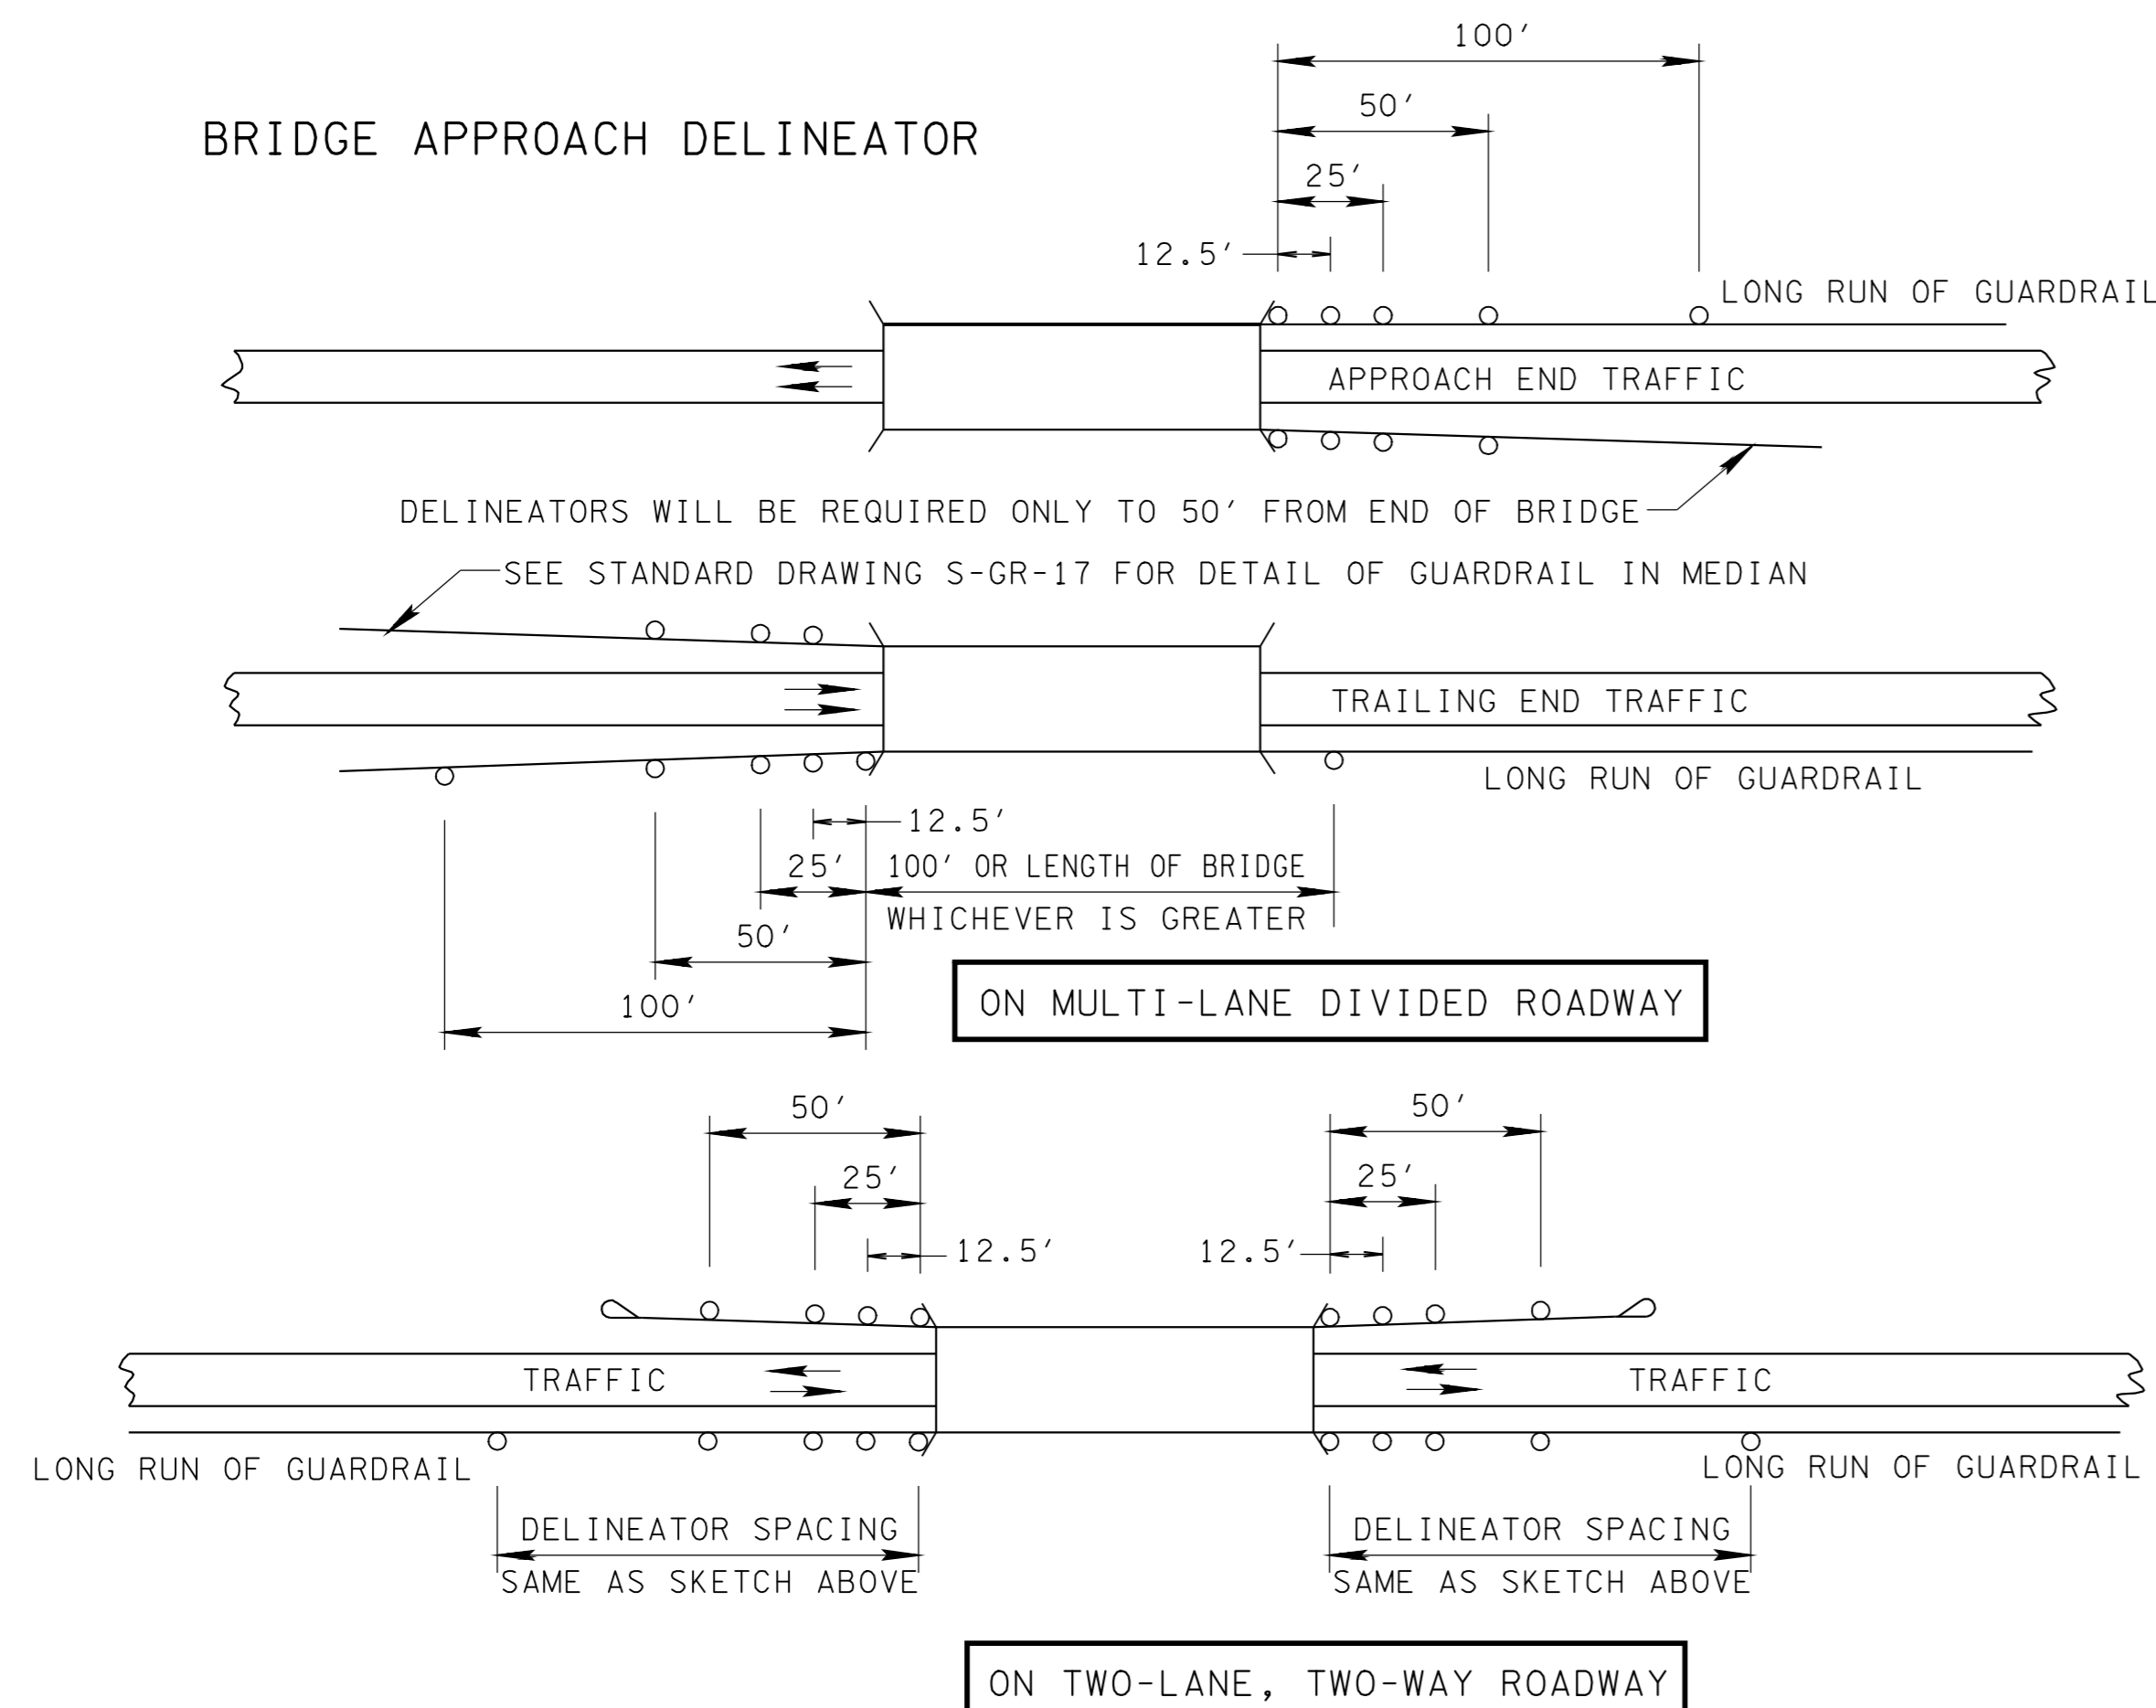 100′
50′
BRIDGE APPROACH DELINEATOR
25′
12.5′
LONG RUN OF GUARDRAIL
APPROACH END TRAFFIC
DELINEATORS WILL BE REQUIRED ONLY TO 50′ FROM END OF BRIDGE
SEE STANDARD DRAWING S-GR-17 FOR DETAIL OF GUARDRAIL IN MEDIAN
TRAILING END TRAFFIC
LONG RUN OF GUARDRAIL
12.5′
25′ 100′ OR LENGTH OF BRIDGE
WHICHEVER IS GREATER
50′
100′
ON MULTI-LANE DIVIDED ROADWAY
50′ 50′
25′ 25′
12.5′ 12.5′
TRAFFIC TRAFFIC
LONG RUN OF GUARDRAIL LONG RUN OF GUARDRAIL
DELINEATOR SPACING DELINEATOR SPACING
SAME AS SKETCH ABOVE SAME AS SKETCH ABOVE
ON TWO-LANE, TWO-WAY ROADWAY